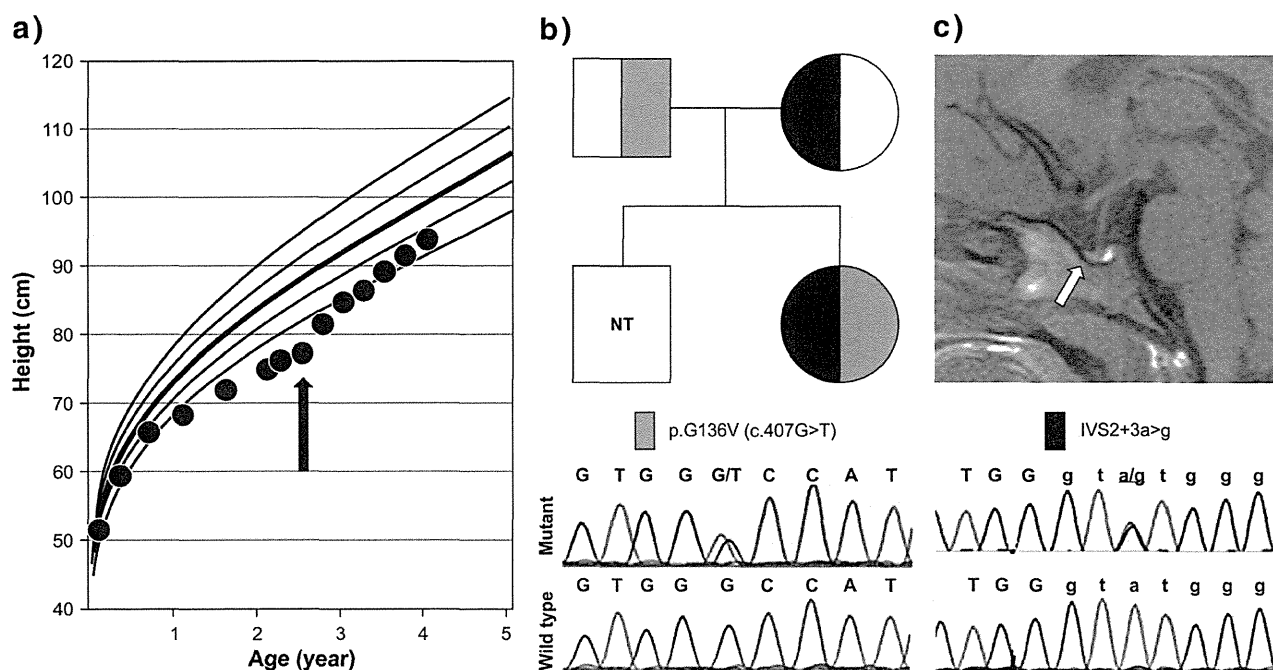 a)
120
110
100
90
80
70
60
50
40
Height (cm)
1 2 3 4 5
Age (year)
b)
NT
c)
p.G136V (c.407G>T)
IVS2+3a>g
Mutant
G T G G G/T C C A T
T G G g t a/g t g g g
Wild type
G T G G G C C A T
T G G g t a t g g g